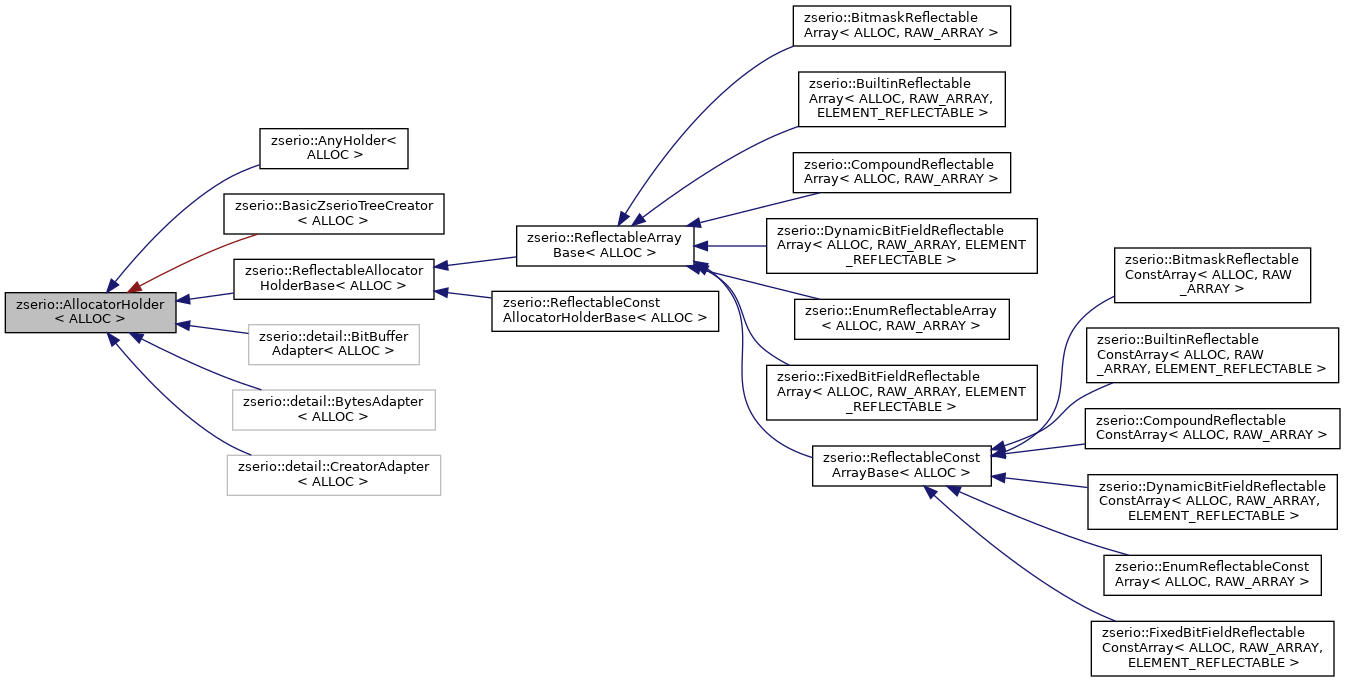 zserio::AllocatorHolder
< ALLOC >
zserio::AnyHolder<
ALLOC >
zserio::BasicZserioTreeCreator
< ALLOC >
zserio::ReflectableAllocator
HolderBase< ALLOC >
zserio::detail::BitBuffer
Adapter< ALLOC >
zserio::detail::BytesAdapter
< ALLOC >
zserio::detail::CreatorAdapter
< ALLOC >
zserio::ReflectableArray
Base< ALLOC >
zserio::ReflectableConst
AllocatorHolderBase< ALLOC >
zserio::BitmaskReflectable
Array< ALLOC, RAW_ARRAY >
zserio::BuiltinReflectable
Array< ALLOC, RAW_ARRAY,
ELEMENT_REFLECTABLE >
zserio::CompoundReflectable
Array< ALLOC, RAW_ARRAY >
zserio::DynamicBitFieldReflectable
Array< ALLOC, RAW_ARRAY, ELEMENT
_REFLECTABLE >
zserio::EnumReflectableArray
< ALLOC, RAW_ARRAY >
zserio::FixedBitFieldReflectable
Array< ALLOC, RAW_ARRAY, ELEMENT
_REFLECTABLE >
zserio::ReflectableConst
ArrayBase< ALLOC >
zserio::BitmaskReflectable
ConstArray< ALLOC, RAW
_ARRAY >
zserio::BuiltinReflectable
ConstArray< ALLOC, RAW
_ARRAY, ELEMENT_REFLECTABLE >
zserio::CompoundReflectable
ConstArray< ALLOC, RAW_ARRAY >
zserio::DynamicBitFieldReflectable
ConstArray< ALLOC, RAW_ARRAY,
ELEMENT_REFLECTABLE >
zserio::EnumReflectableConst
Array< ALLOC, RAW_ARRAY >
zserio::FixedBitFieldReflectable
ConstArray< ALLOC, RAW_ARRAY,
ELEMENT_REFLECTABLE >